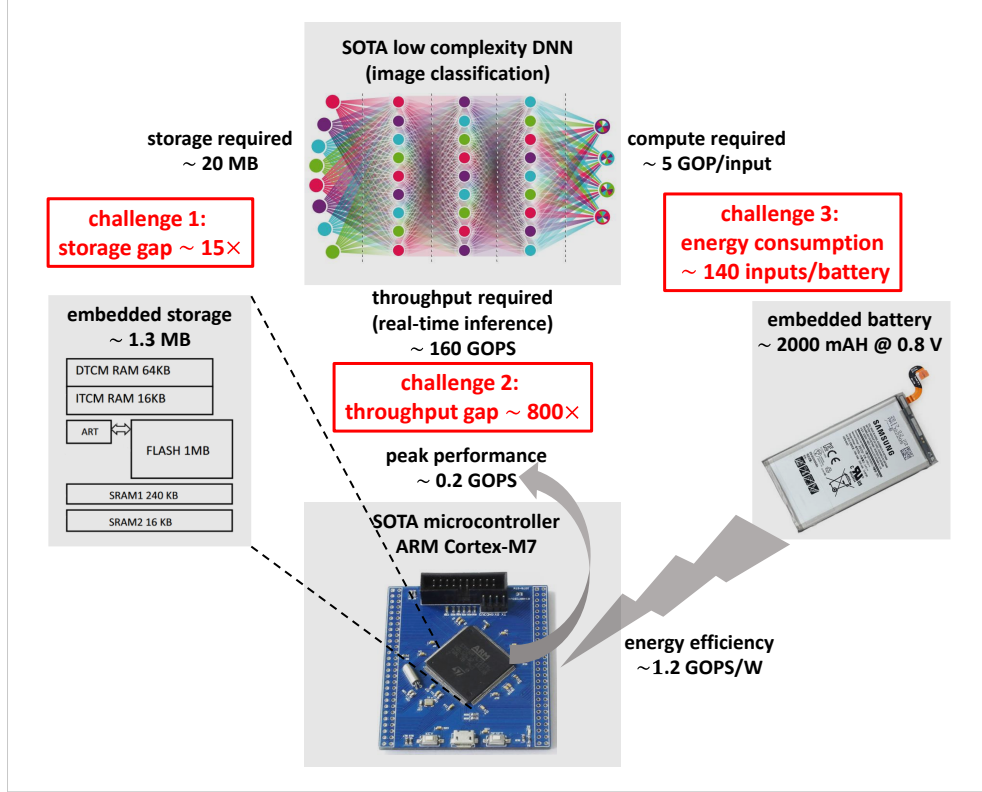 SOTA low complexity DNN
(image classification)
storage required
~ 20 MB
compute required
~ 5 GOP/input
challenge 1:
storage gap ~ 15×
challenge 3:
energy consumption
~ 140 inputs/battery
throughput required
(real-time inference)
~ 160 GOPS
embedded storage
~ 1.3 MB
DTCM RAM 64KB
ITCM RAM 16KB
ART
FLASH 1MB
SRAM1 240 KB
SRAM2 16 KB
challenge 2:
throughput gap ~ 800×
embedded battery
~ 2000 mAH @ 0.8 V
SAMSUNG
peak performance
~ 0.2 GOPS
SOTA microcontroller
ARM Cortex-M7
ARM
energy efficiency
~1.2 GOPS/W